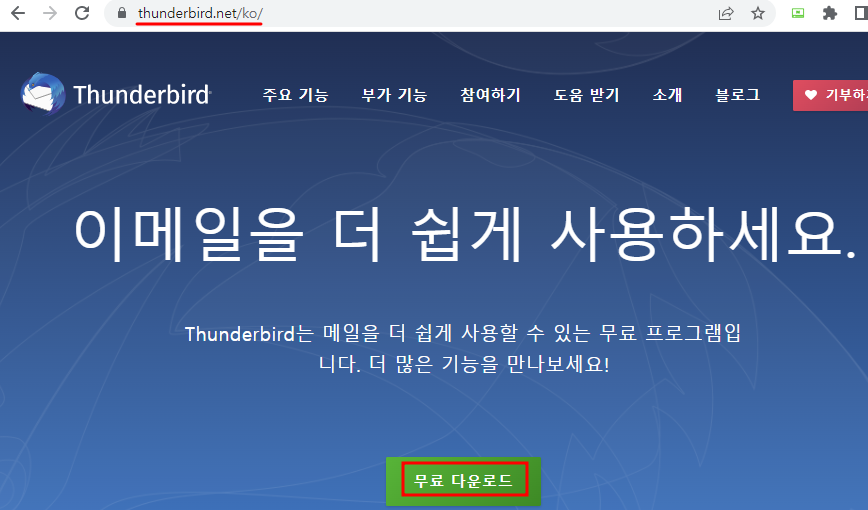 thunderbird.net/ko/
Thunderbird
주요 기능 부가 기능 참여하기 도움 받기 소개 블로그 기부하
이메일을 더 쉽게 사용하세요.
Thunderbird는 메일을 더 쉽게 사용할 수 있는 무료 프로그램입
니다. 더 많은 기능을 만나보세요!
무료 다운로드